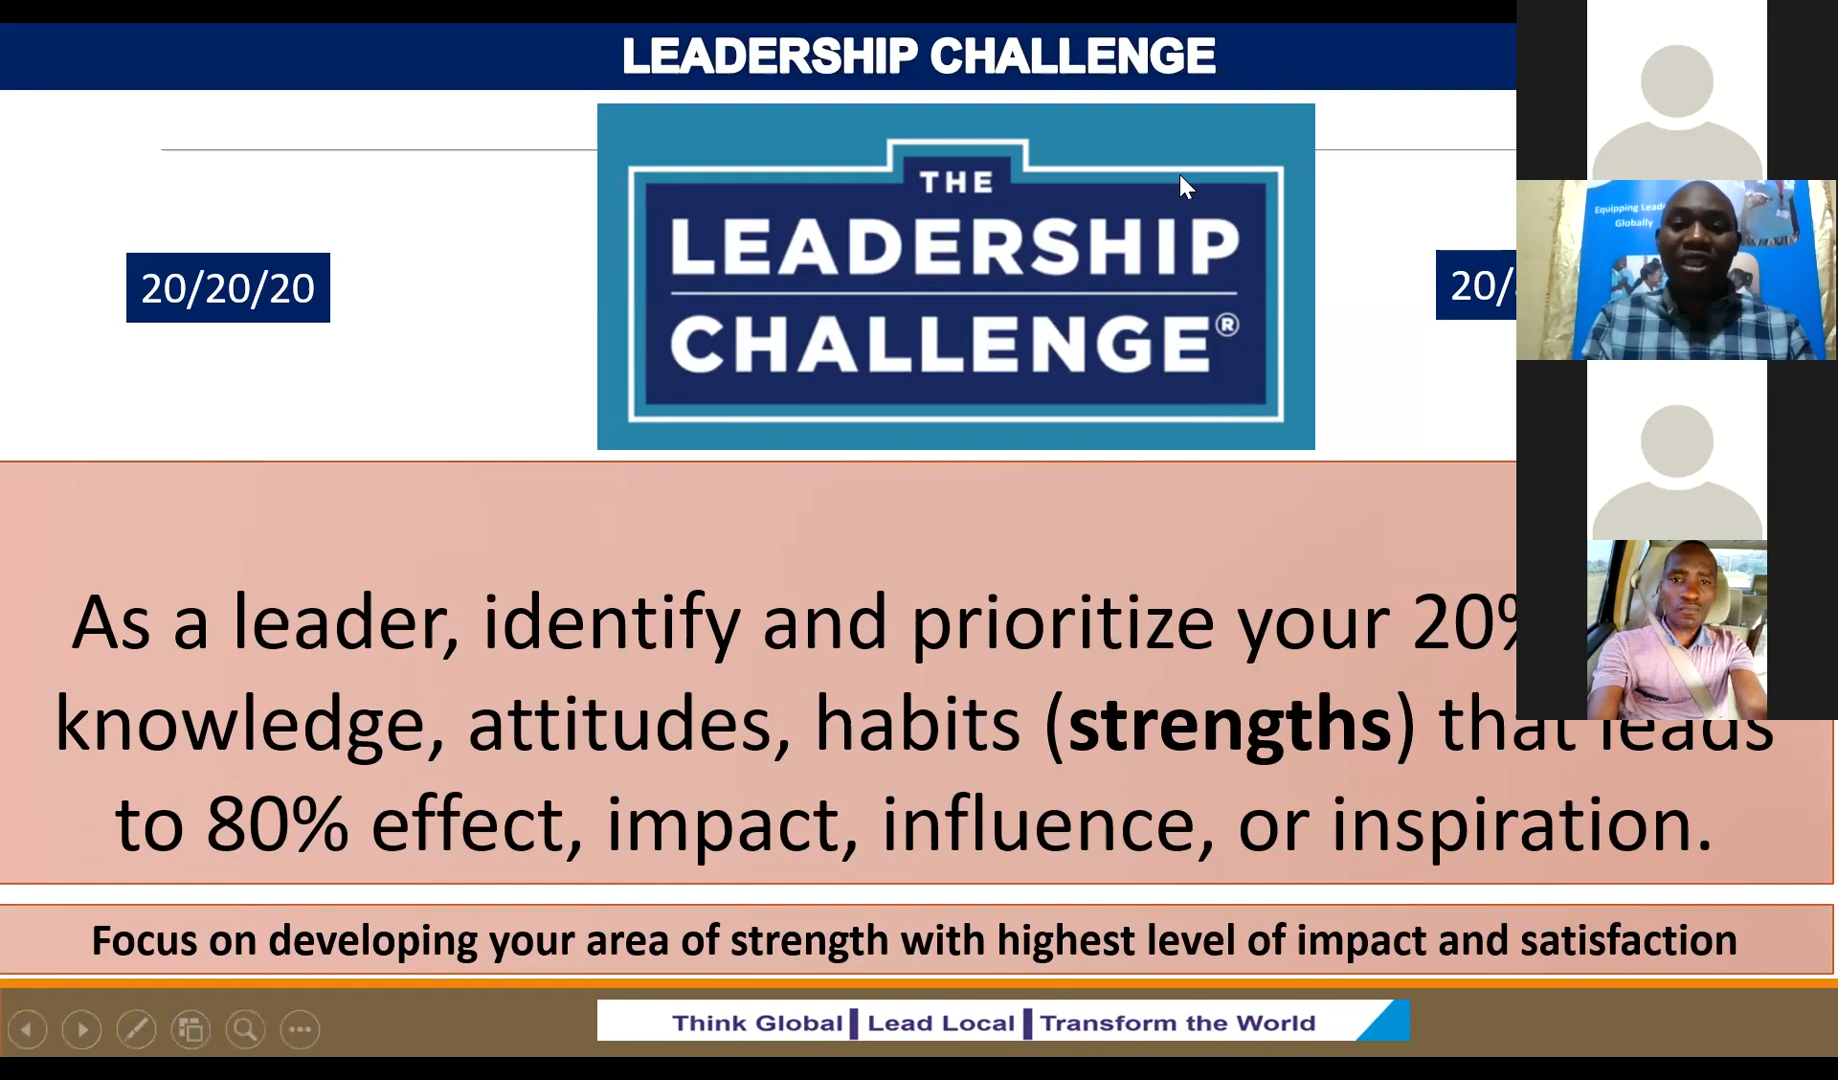 LEADERSHIP CHALLENGE
THE
LEADERSHIP
CHALLENGE®
20/20/20
20/
Equipping
Globally
As a leader, identify and prioritize your 20%
knowledge, attitudes, habits (strengths) that leads
to 80% effect, impact, influence, or inspiration.
Focus on developing your area of strength with highest level of impact and satisfaction
Think Global | Lead Local | Transform the World